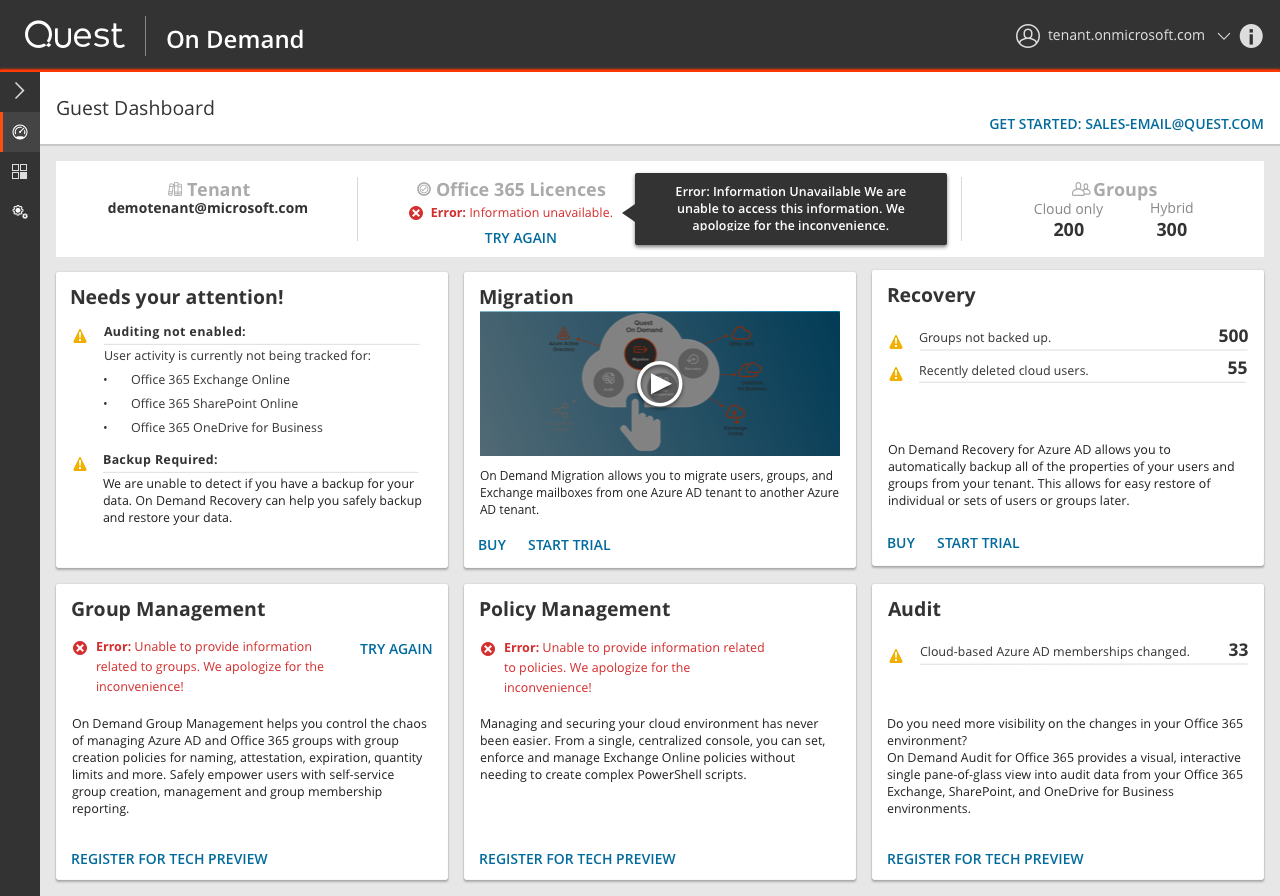 Quest
On Demand
tenant.onmicrosoft.com
Guest Dashboard
GET STARTED: SALES-EMAIL@QUEST.COM
Tenant
demotenant@microsoft.com
Office 365 Licences
Error: Information unavailable.
TRY AGAIN
Error: Information Unavailable We are
unable to access this information. We
apologize for the inconvenience.
Groups
Cloud only
200
Hybrid
300
Needs your attention!
Auditing not enabled:
User activity is currently not being tracked for:
• Office 365 Exchange Online
• Office 365 SharePoint Online
• Office 365 OneDrive for Business
Backup Required:
We are unable to detect if you have a backup for your
data. On Demand Recovery can help you safely backup
and restore your data.
Migration
Quest
On Demand
Azure Active
Directory
Migration
Recovery
Audit
Office 365
On Demand Migration allows you to migrate users, groups, and
Exchange mailboxes from one Azure AD tenant to another Azure
AD tenant.
BUY
START TRIAL
Recovery
Groups not backed up. 500
Recently deleted cloud users. 55
On Demand Recovery for Azure AD allows you to
automatically backup all of the properties of your users and
groups from your tenant. This allows for easy restore of
individual or sets of users or groups later.
BUY
START TRIAL
Group Management
Error: Unable to provide information
related to groups. We apologize for the
inconvenience!
TRY AGAIN
On Demand Group Management helps you control the chaos
of managing Azure AD and Office 365 groups with group
creation policies for naming, attestation, expiration, quantity
limits and more. Safely empower users with self-service
group creation, management and group membership
reporting.
REGISTER FOR TECH PREVIEW
Policy Management
Error: Unable to provide information related
to policies. We apologize for the
inconvenience!
Managing and securing your cloud environment has never
been easier. From a single, centralized console, you can set,
enforce and manage Exchange Online policies without
needing to create complex PowerShell scripts.
REGISTER FOR TECH PREVIEW
Audit
Cloud-based Azure AD memberships changed. 33
Do you need more visibility on the changes in your Office 365
environment?
On Demand Audit for Office 365 provides a visual, interactive
single pane-of-glass view into audit data from your Office 365
Exchange, SharePoint, and OneDrive for Business
environments.
REGISTER FOR TECH PREVIEW